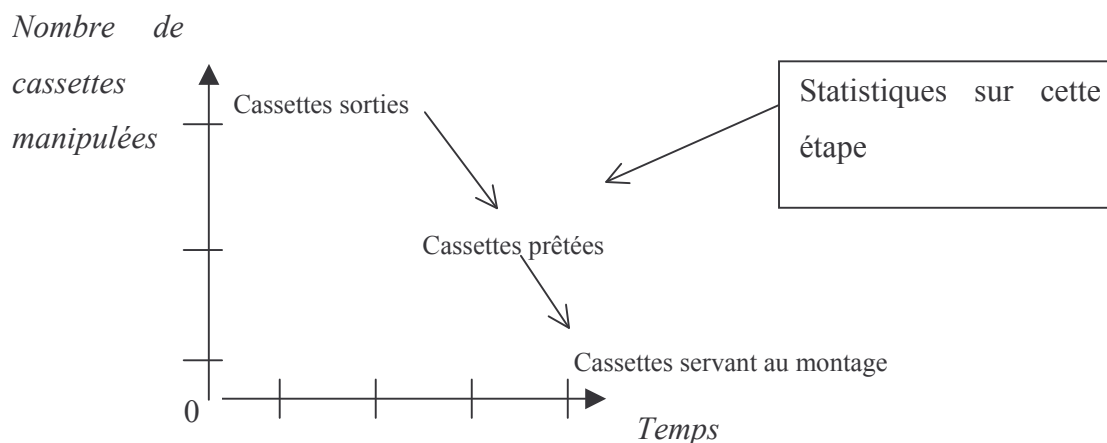 Nombre de
cassettes
manipulées
Cassettes sorties
Statistiques sur cette
étape
Cassettes prêtées
Cassettes servant au montage
0
Temps